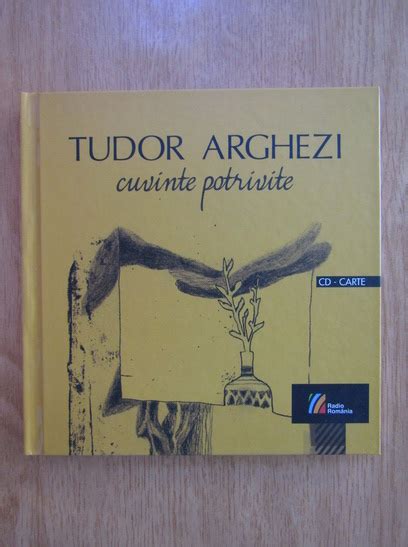 TUDOR ARGHEZI
cuvinte potrivite
CD - CARTE
Radio
România